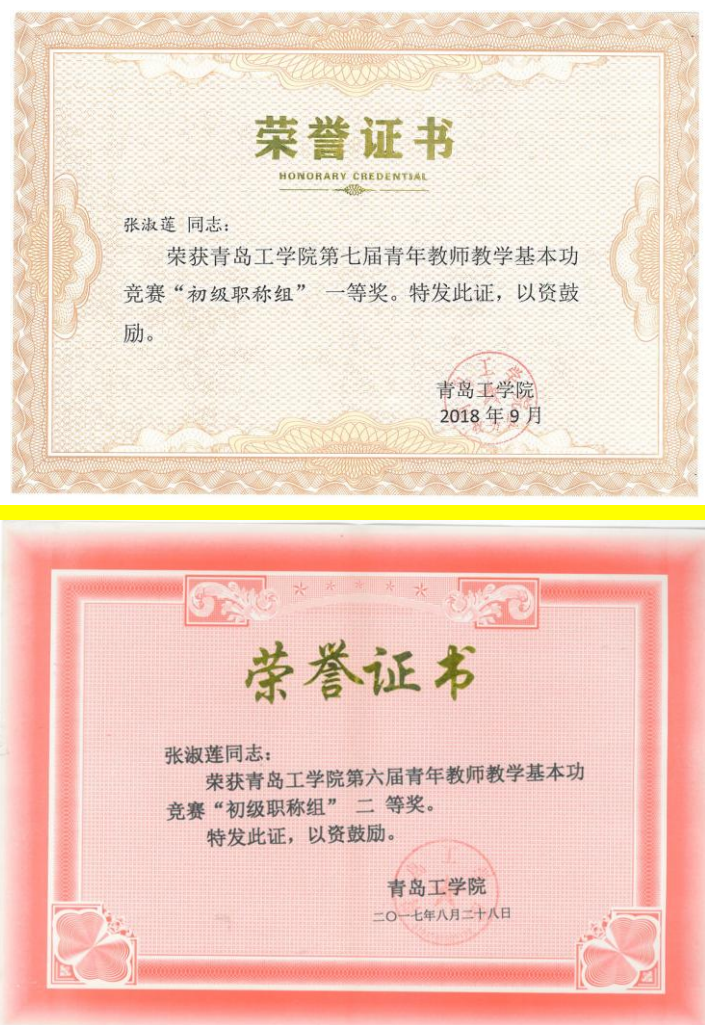 荣誉证书
HONORARY CREDENTIAL
张淑莲 同志：
荣获青岛工学院第七届青年教师教学基本功
竞赛“初级职称组” 一等奖。特发此证，以资鼓
励。
青岛工学院
2018 年 9 月
荣誉证书
张淑莲同志：
荣获青岛工学院第六届青年教师教学基本功
竞赛“初级职称组” 二 等奖。
特发此证，以资鼓励。
青岛工学院
二〇一七年八月二十八日